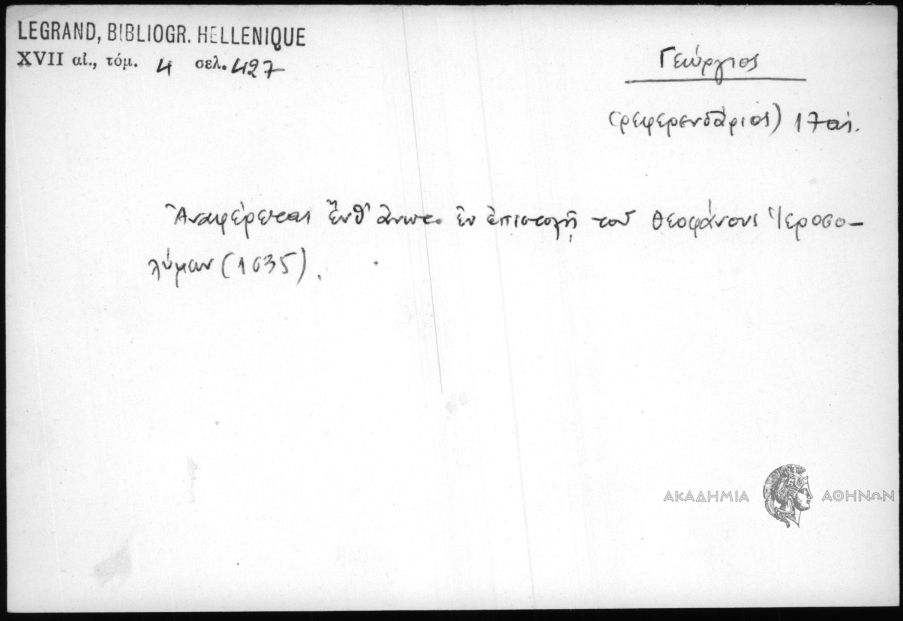 LEGRAND, BIBLIOGR. HELLENIQUE
XVII αἰ., τόμ. 4 σελ. 427
Γεώργιος
(ρεφερενδάριος) 17 αἰ.
Ἀναφέρεται ἔνθ' ἀνωτ. ἐν ἐπιστολῇ τοῦ Θεοφάνους Ἱεροσο-
λύμων (1635).
ΑΚΑΔΗΜΙΑ ΑΘΗΝΩΝ